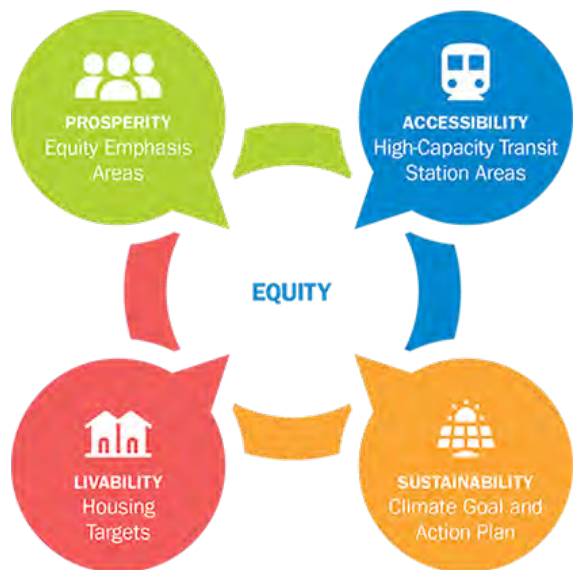 PROSPERITY
Equity Emphasis
Areas
ACCESSIBILITY
High-Capacity Transit
Station Areas
EQUITY
LIVABILITY
Housing
Targets
SUSTAINABILITY
Climate Goal and
Action Plan